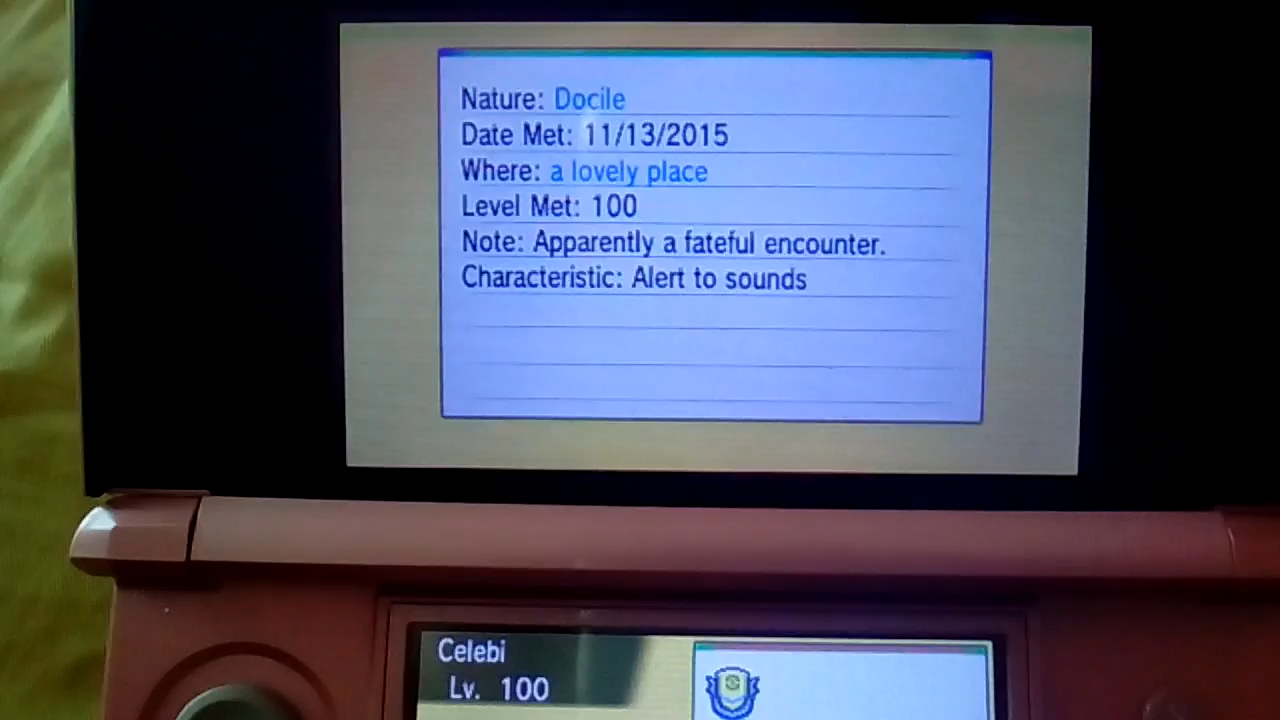 Nature: Docile
Date Met: 11/13/2015
Where: a lovely place
Level Met: 100
Note: Apparently a fateful encounter.
Characteristic: Alert to sounds
Celebi
Lv. 100